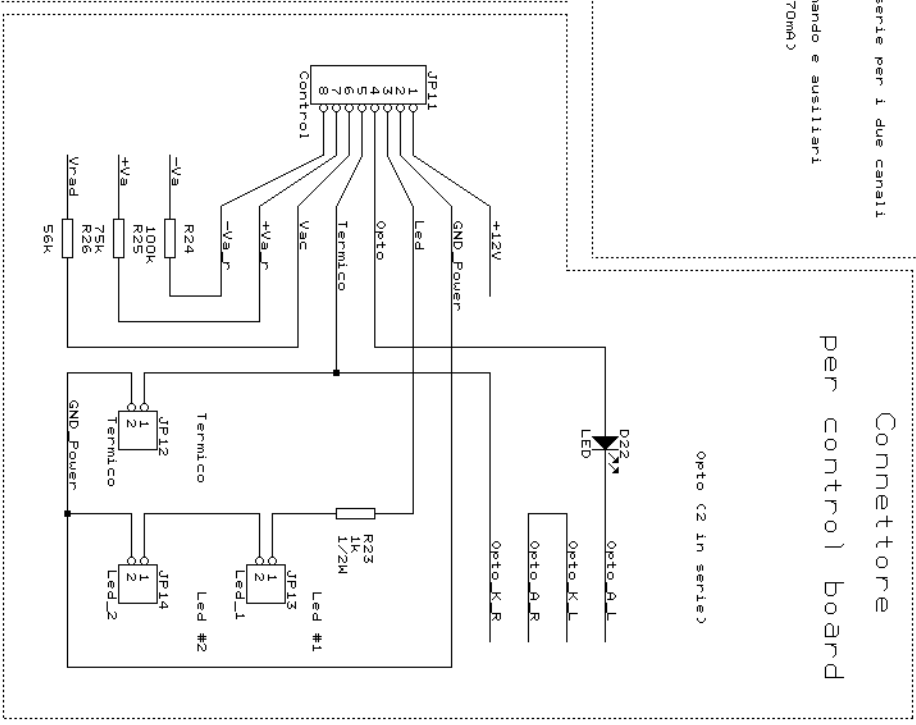 serie per i due canali
mando e ausiliari
70mA)
Connettore
per control board
JP11
1
2
3
4
5
6
7
8
Control
+12V
GND_Power
Led
Opto
Termico
Vac
+Va_r
-Va_r
-Va
+Va
Vrad
R24
100k
R25
75k
R26
56k
D22
LED
Opto (2 in serie)
Opto_A_L
Opto_K_L
Opto_A_R
Opto_K_R
R23
1k
1/2W
Termico
JP12
1
2
Termico
GND_Power
Led #1
JP13
1
2
Led_1
Led #2
JP14
1
2
Led_2